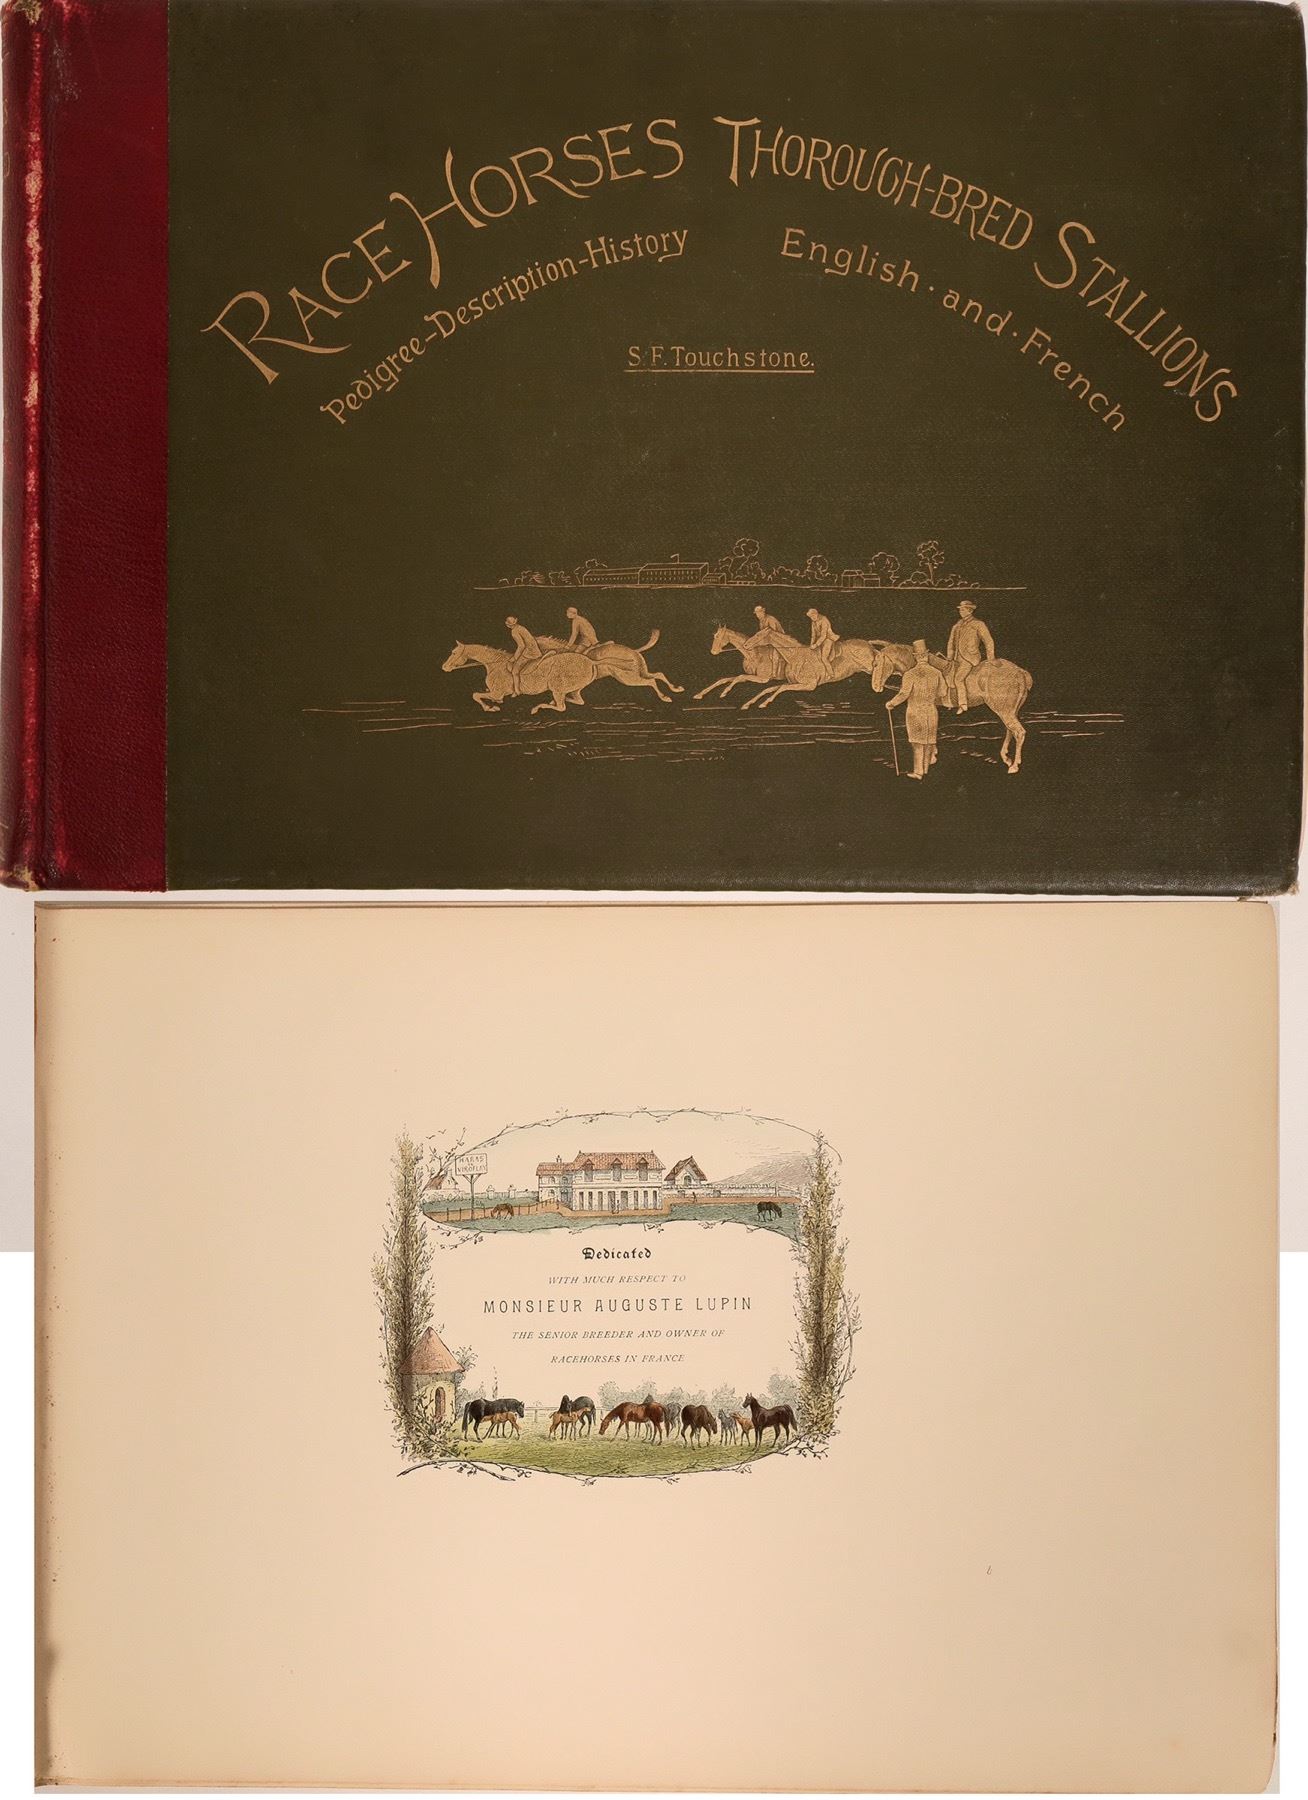 RACE HORSES THOROUGH-BRED STALLIONS
Pedigree-Description-History English·and·French
S.F.Touchstone.
HARAS
VIROFLAY
Dedicated
WITH MUCH RESPECT TO
MONSIEUR AUGUSTE LUPIN
THE SENIOR BREEDER AND OWNER OF
RACEHORSES IN FRANCE
b